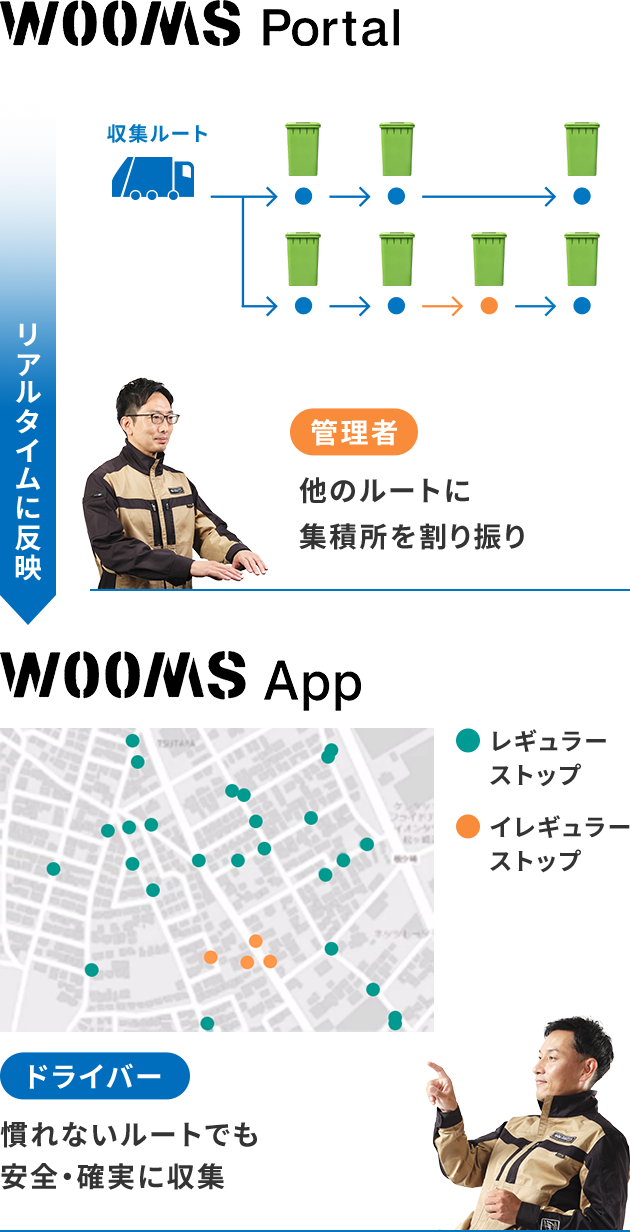 WOOMS Portal
収集ルート
リアルタイムに反映
管理者
他のルートに
集積所を割り振り
WOOMS App
TSUTAYA
レギュラー
ストップ
イレギュラー
ストップ
ドライバー
慣れないルートでも
安全・確実に収集